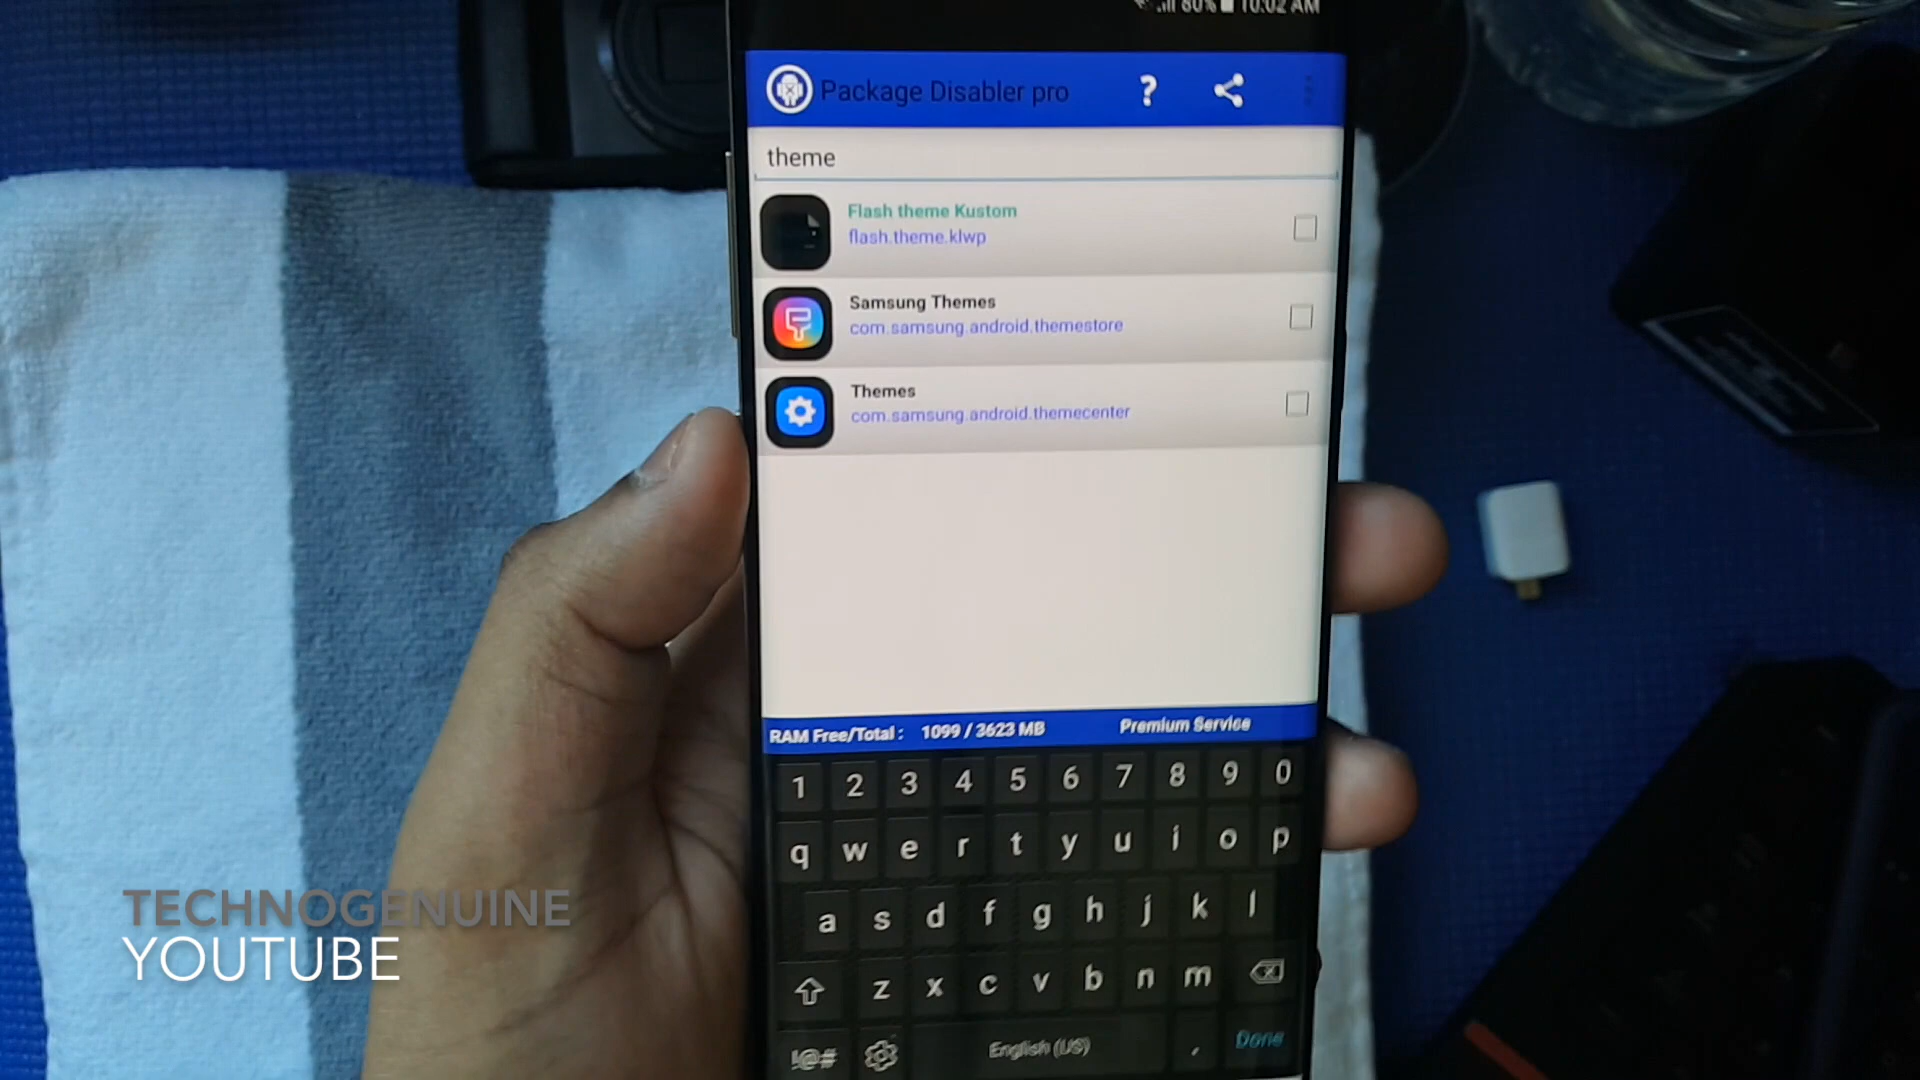 80% 10:02 AM
Package Disabler pro ?
theme
Flash theme Kustom
flash.theme.klwp
Samsung Themes
com.samsung.android.themestore
Themes
com.samsung.android.themecenter
RAM Free/Total : 1099 / 3623 MB Premium Service
1 2 3 4 5 6 7 8 9 0
q w e r t y u i o p
a s d f g h j k l
z x c v b n m
!@# English (US) , Done
TECHNOGENUINE
YOUTUBE